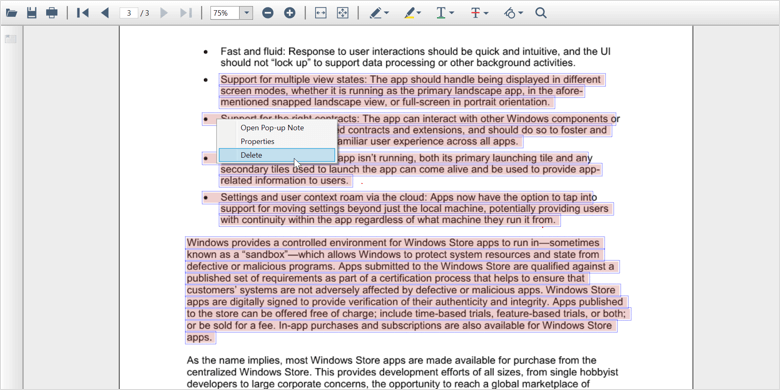 3 / 3
75%
• Fast and fluid: Response to user interactions should be quick and intuitive, and the UI
should not “lock up” to support data processing or other background activities.
• Support for multiple view states: The app should handle being displayed in different
screen modes, whether it is running as the primary landscape app, in the afore-
mentioned snapped landscape view, or full-screen in portrait orientation.
• Support for the right contracts: The app can interact with other Windows components or
Open Pop-up Note
ed contracts and extensions, and should do so to foster and
Properties
amiliar user experience across all apps.
Delete
• app isn’t running, both its primary launching tile and any
secondary tiles used to launch the app can come alive and be used to provide app-
related information to users.
• Settings and user context roam via the cloud: Apps now have the option to tap into
support for moving settings beyond just the local machine, potentially providing users
with continuity within the app regardless of what machine they run it from.
Windows provides a controlled environment for Windows Store apps to run in—sometimes
known as a “sandbox”—which allows Windows to protect system resources and state from
defective or malicious programs. Apps submitted to the Windows Store are qualified against a
published set of requirements as part of a certification process that helps to ensure that
customers’ systems are not adversely affected by defective or malicious apps. Windows Store
apps are digitally signed to provide verification of their authenticity and integrity. Apps published
to the store can be offered free of charge; include time-based trials, feature-based trials, or both;
or be sold for a fee. In-app purchases and subscriptions are also available for Windows Store
apps.
As the name implies, most Windows Store apps are made available for purchase from the
centralized Windows Store. This provides development efforts of all sizes, from single hobbyist
developers to large corporate concerns, the opportunity to reach a global marketplace of